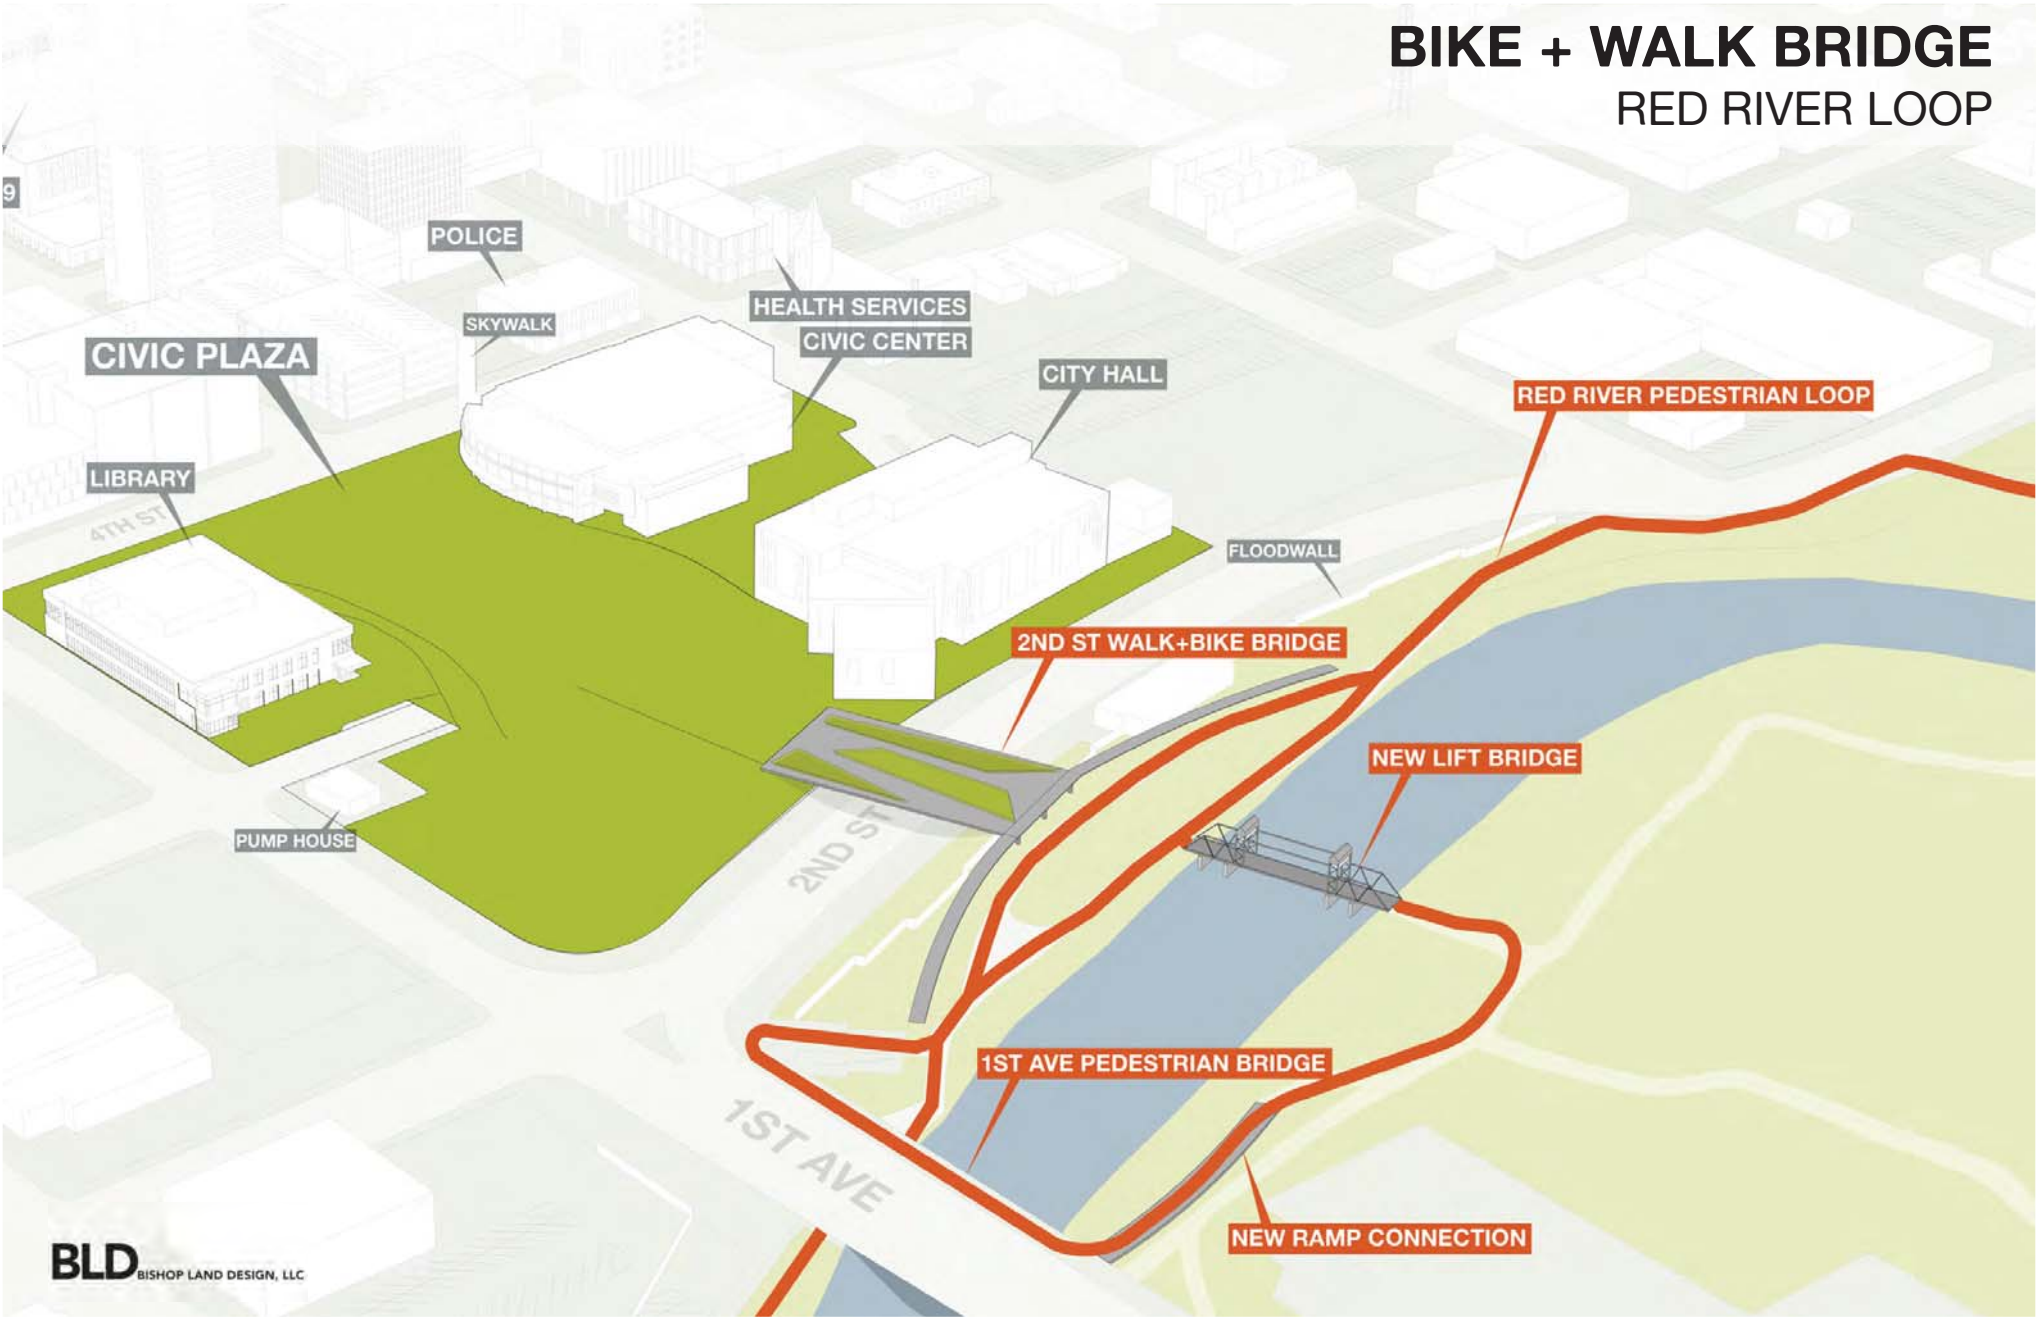 BIKE + WALK BRIDGE
RED RIVER LOOP
9
POLICE
SKYWALK
HEALTH SERVICES
CIVIC CENTER
CIVIC PLAZA
CITY HALL
RED RIVER PEDESTRIAN LOOP
LIBRARY
4TH ST
FLOODWALL
2ND ST WALK+BIKE BRIDGE
NEW LIFT BRIDGE
PUMP HOUSE
2ND ST
1ST AVE PEDESTRIAN BRIDGE
1ST AVE
NEW RAMP CONNECTION
BLD BISHOP LAND DESIGN, LLC